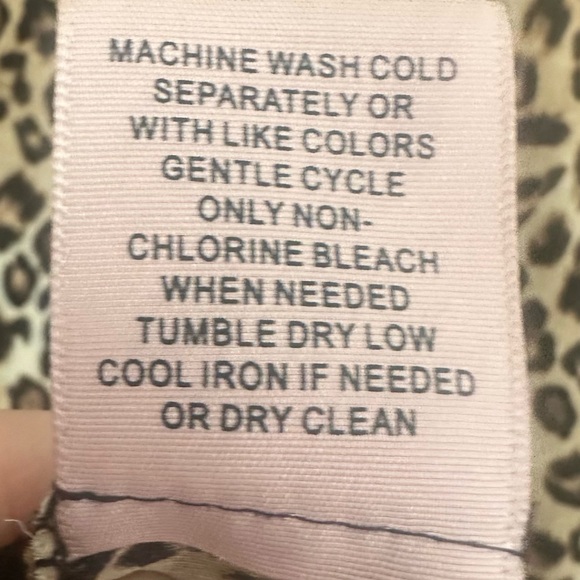 MACHINE WASH COLD
SEPARATELY OR
WITH LIKE COLORS
GENTLE CYCLE
ONLY NON-
CHLORINE BLEACH
WHEN NEEDED
TUMBLE DRY LOW
COOL IRON IF NEEDED
OR DRY CLEAN